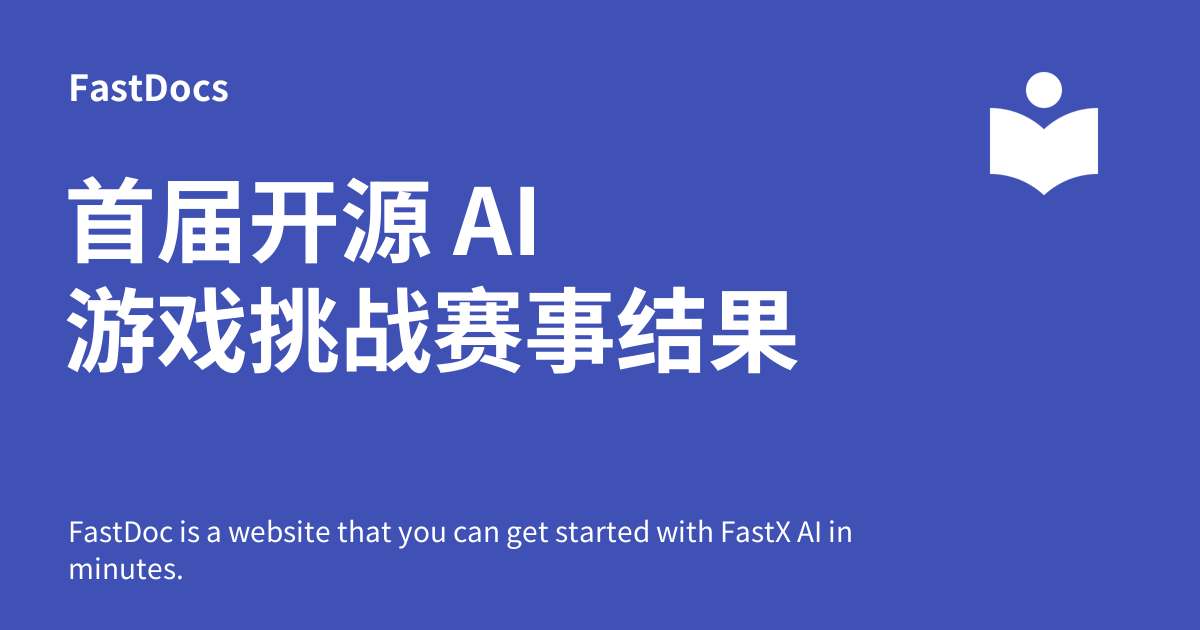 FastDocs
首届开源 AI
游戏挑战赛事结果
FastDoc is a website that you can get started with FastX AI in
minutes.